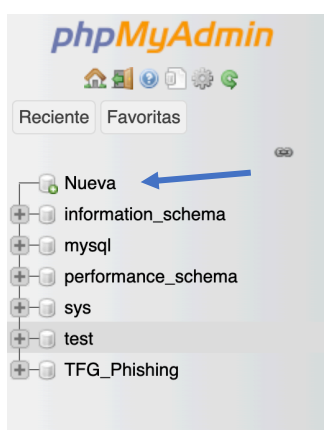 phpMyAdmin
Reciente Favoritas
Nueva
information_schema
mysql
performance_schema
sys
test
TFG_Phishing